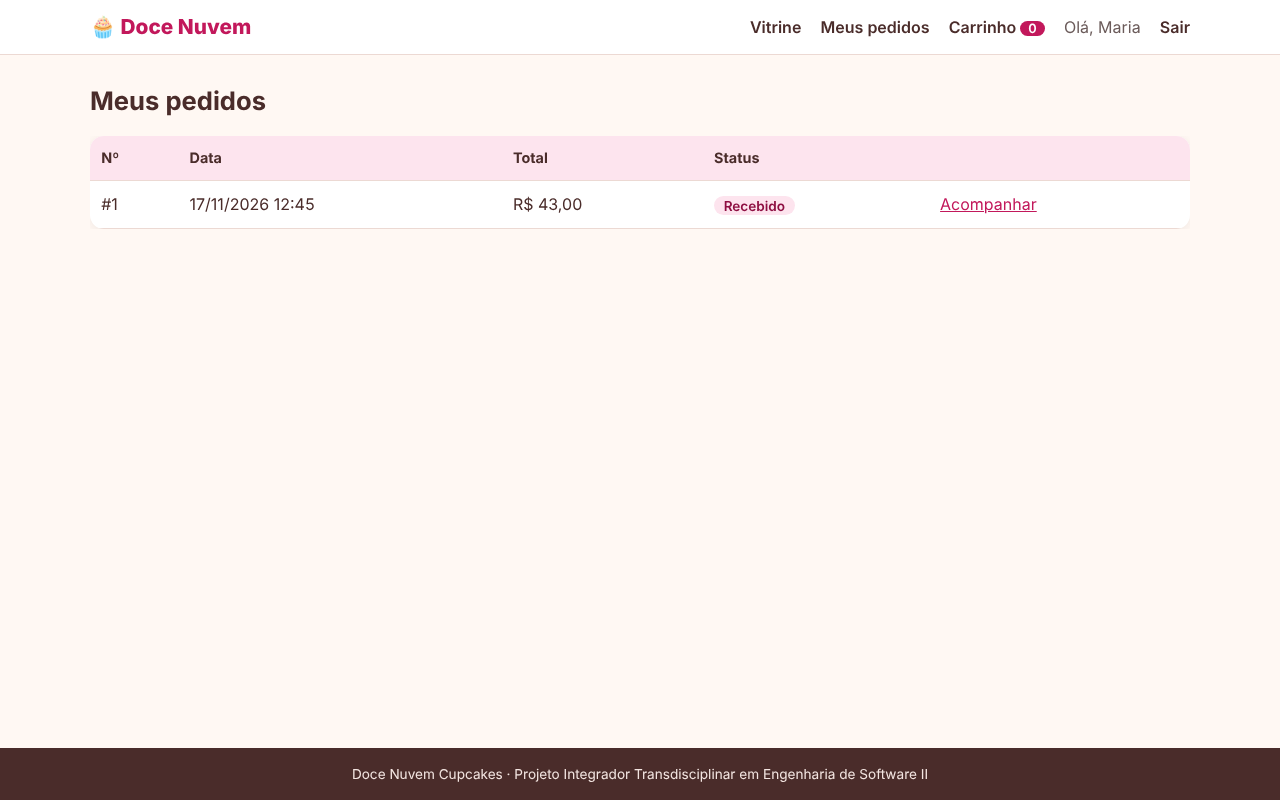 🧁 Doce Nuvem
Vitrine Meus pedidos Carrinho 0 Olá, Maria Sair
Meus pedidos
Nº Data Total Status
#1 17/11/2026 12:45 R$ 43,00 Recebido Acompanhar
Doce Nuvem Cupcakes · Projeto Integrador Transdisciplinar em Engenharia de Software II